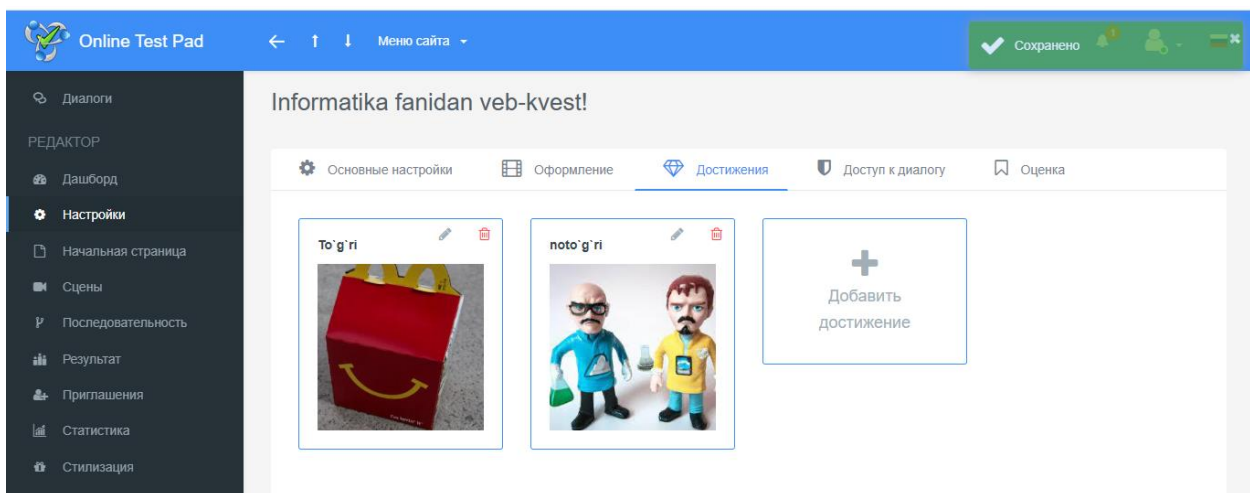 Online Test Pad
Меню сайта
Сохранено
1
Диалоги
РЕДАКТОР
Дашборд
Настройки
Начальная страница
Сцены
Последовательность
Результат
Приглашения
Статистика
Стилизация
Informatika fanidan veb-kvest!
Основные настройки
Оформление
Достижения
Доступ к диалогу
Оценка
To`g`ri
noto`g`ri
Добавить
достижение